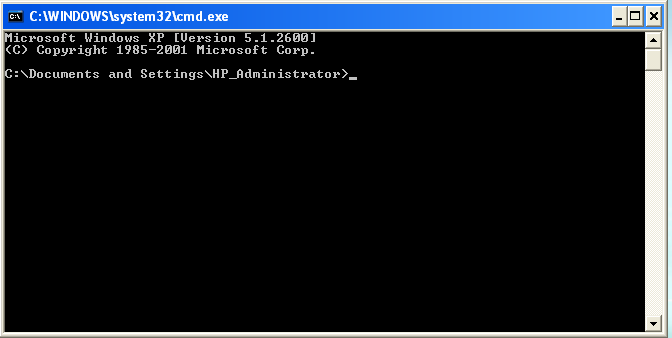 C:\WINDOWS\system32\cmd.exe
Microsoft Windows XP [Version 5.1.2600]
(C) Copyright 1985-2001 Microsoft Corp.
C:\Documents and Settings\HP_Administrator>_